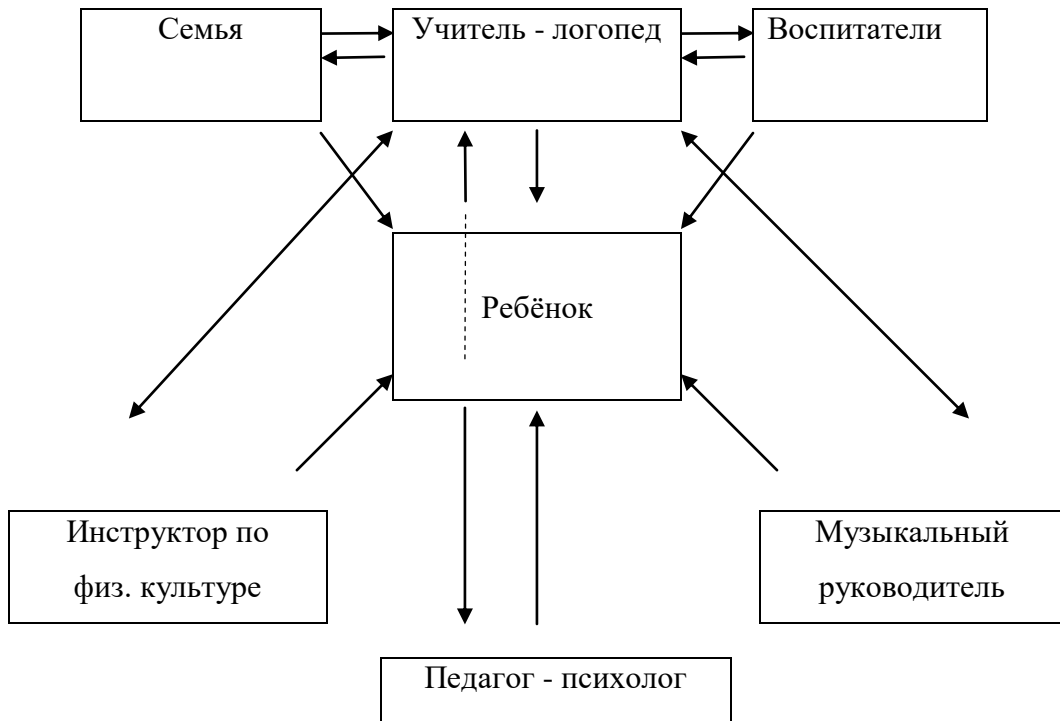 Семья
Учитель - логопед
Воспитатели
Ребёнок
Инструктор по
физ. культуре
Музыкальный
руководитель
Педагог - психолог